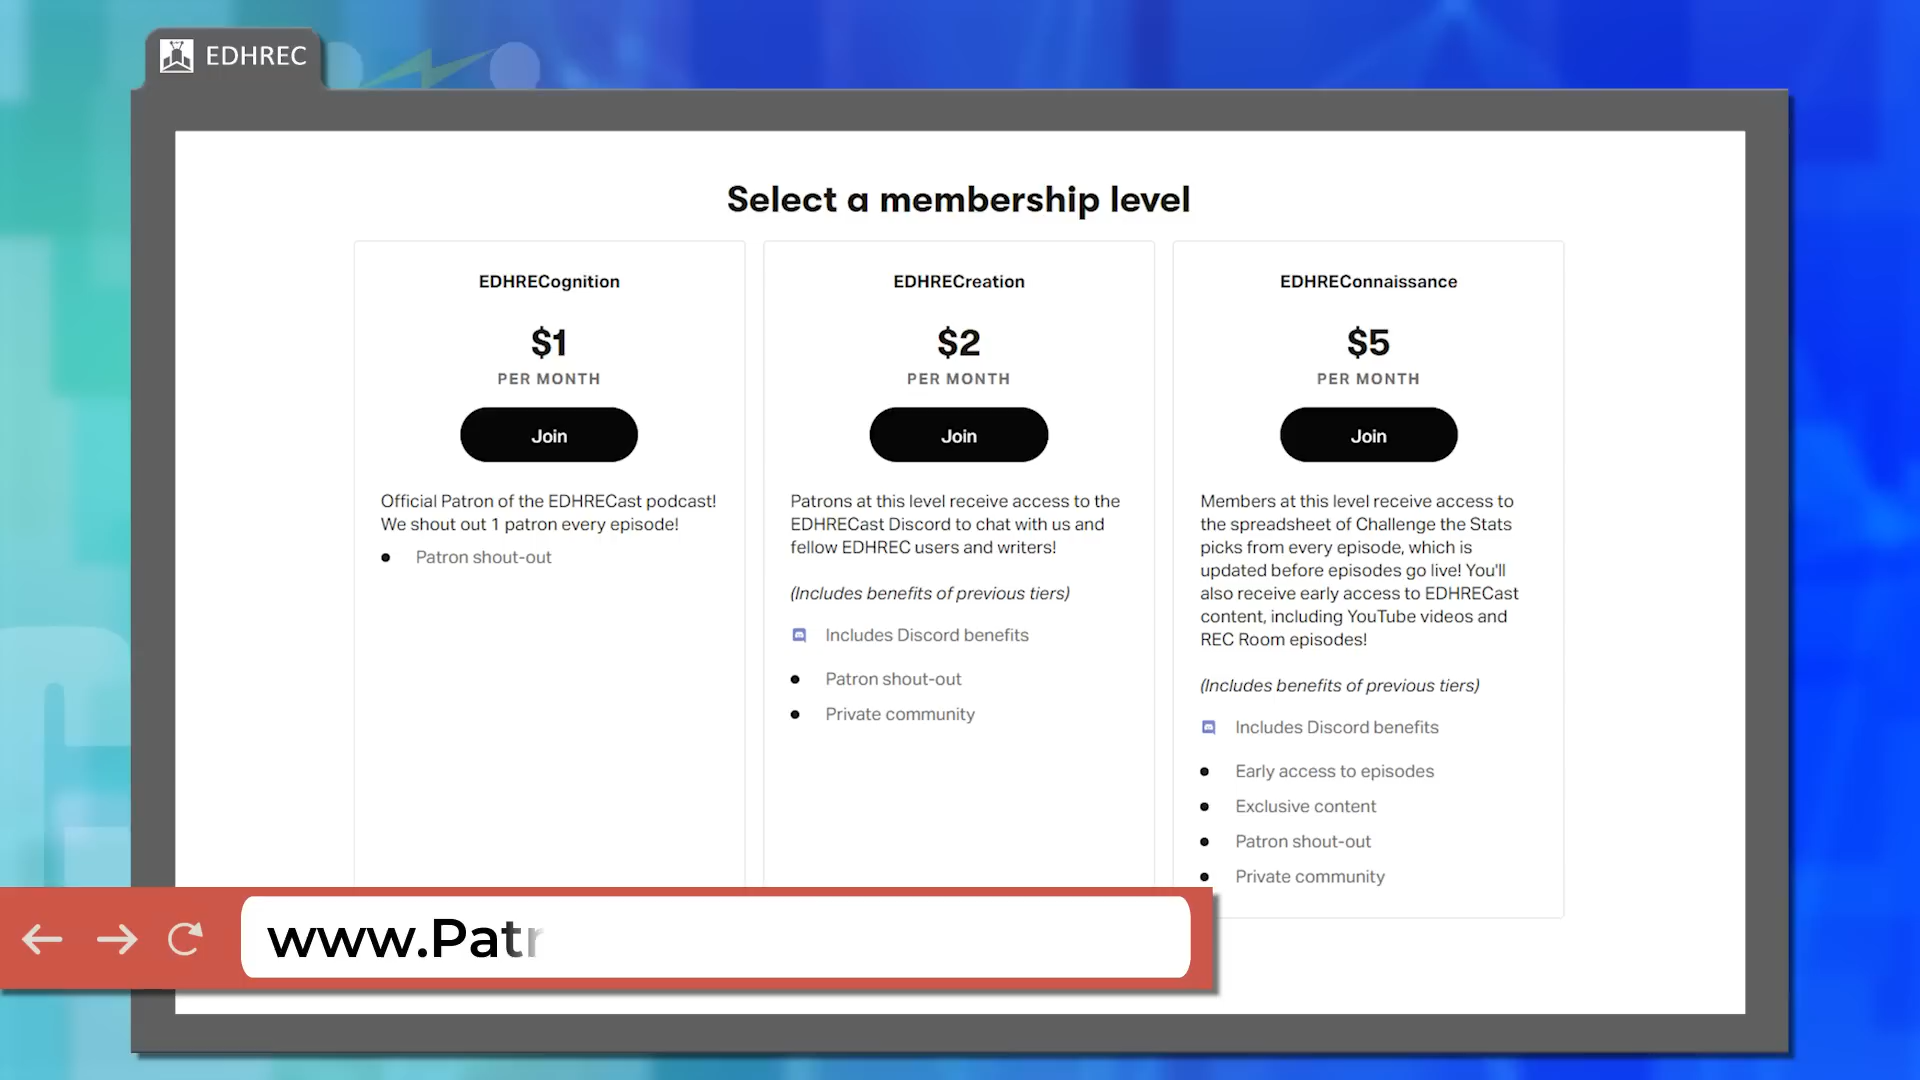 EDHREC
Select a membership level
EDHRECognition
$1
PER MONTH
Join
Official Patron of the EDHRECast podcast!
We shout out 1 patron every episode!
Patron shout-out
EDHRECreation
$2
PER MONTH
Join
Patrons at this level receive access to the
EDHRECast Discord to chat with us and
fellow EDHREC users and writers!
(Includes benefits of previous tiers)
Includes Discord benefits
Patron shout-out
Private community
EDHREConnaissance
$5
PER MONTH
Join
Members at this level receive access to
the spreadsheet of Challenge the Stats
picks from every episode, which is
updated before episodes go live! You'll
also receive early access to EDHRECast
content, including YouTube videos and
REC Room episodes!
(Includes benefits of previous tiers)
Includes Discord benefits
Early access to episodes
Exclusive content
Patron shout-out
Private community
www.Patr